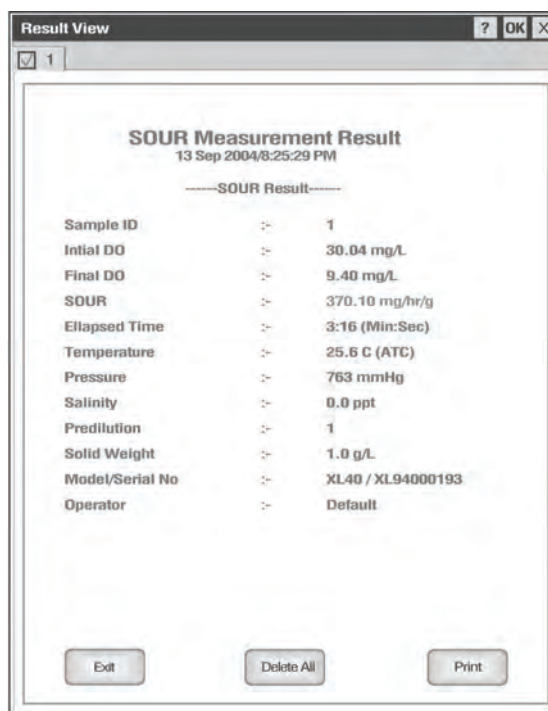 Result View ? OK X
1
SOUR Measurement Result
13 Sep 2004/8:25:29 PM
-------SOUR Result-------
Sample ID :- 1
Intial DO :- 30.04 mg/L
Final DO :- 9.40 mg/L
SOUR :- 370.10 mg/hr/g
Ellapsed Time :- 3:16 (Min:Sec)
Temperature :- 25.6 C (ATC)
Pressure :- 763 mmHg
Salinity :- 0.0 ppt
Predilution :- 1
Solid Weight :- 1.0 g/L
Model/Serial No :- XL40 / XL94000193
Operator :- Default
Exit Delete All Print